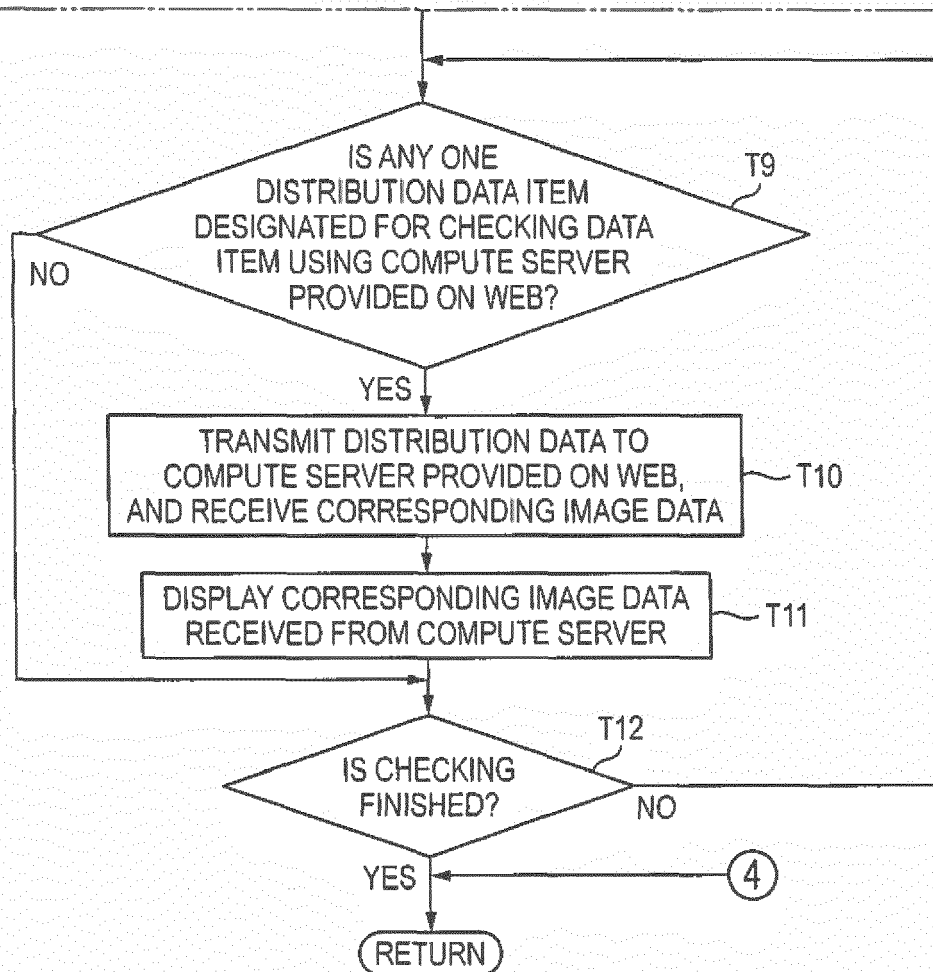 IS ANY ONE
DISTRIBUTION DATA ITEM
DESIGNATED FOR CHECKING DATA
ITEM USING COMPUTE SERVER
PROVIDED ON WEB?
T9
NO
YES
TRANSMIT DISTRIBUTION DATA TO
COMPUTE SERVER PROVIDED ON WEB,
AND RECEIVE CORRESPONDING IMAGE DATA
T10
DISPLAY CORRESPONDING IMAGE DATA
RECEIVED FROM COMPUTE SERVER
T11
IS CHECKING
FINISHED?
T12
NO
YES
4
RETURN